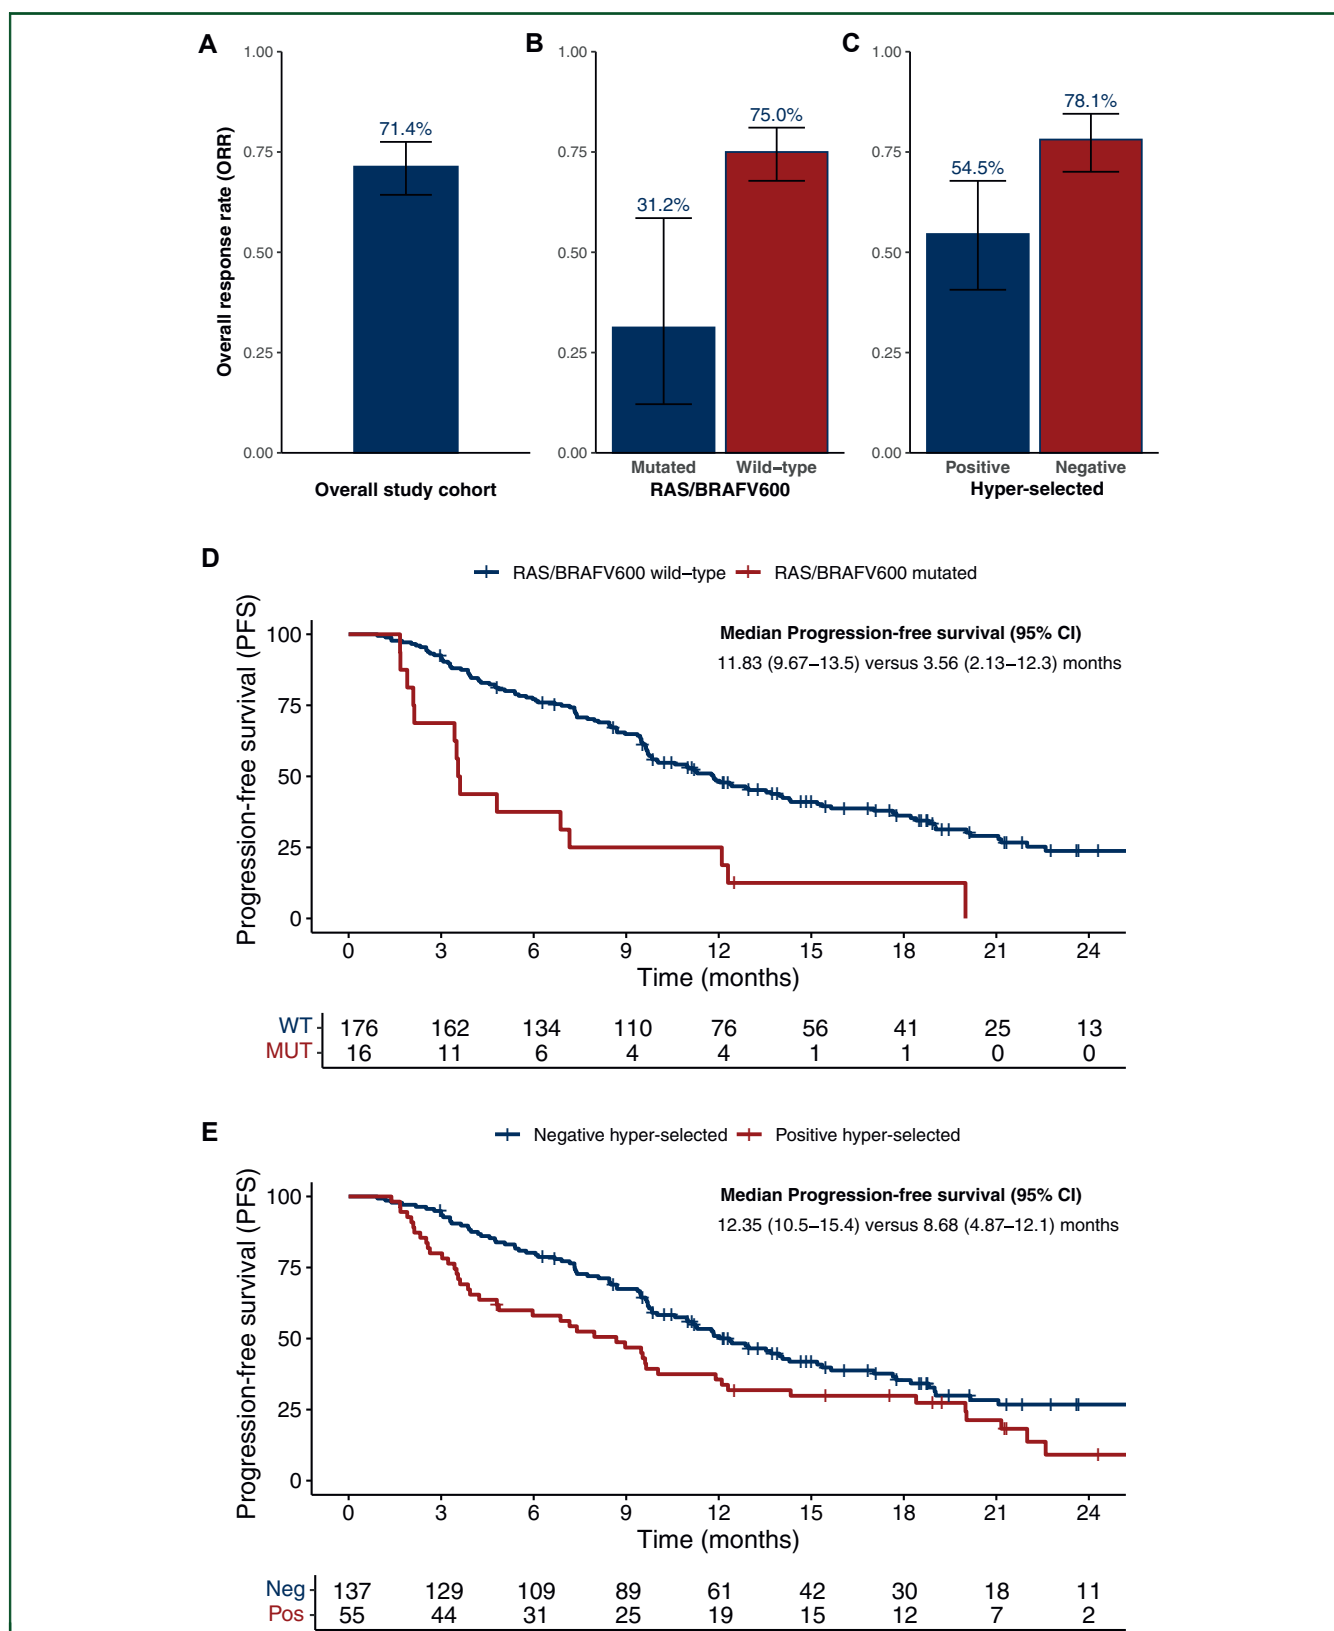 A
B
C
Overall response rate (ORR)
1.00
0.75
0.50
0.25
0.00
71.4%
Overall study cohort
1.00
0.75
0.50
0.25
0.00
31.2%
75.0%
Mutated Wild–type
RAS/BRAFV600
1.00
0.75
0.50
0.25
0.00
54.5%
78.1%
Positive Negative
Hyper-selected
D
RAS/BRAFV600 wild–type RAS/BRAFV600 mutated
Progression-free survival (PFS)
100
75
50
25
0
Median Progression-free survival (95% CI)
11.83 (9.67–13.5) versus 3.56 (2.13–12.3) months
0 3 6 9 12 15 18 21 24
Time (months)
WT 176 162 134 110 76 56 41 25 13
MUT 16 11 6 4 4 1 1 0 0
E
Negative hyper-selected Positive hyper-selected
Progression-free survival (PFS)
100
75
50
25
0
Median Progression-free survival (95% CI)
12.35 (10.5–15.4) versus 8.68 (4.87–12.1) months
0 3 6 9 12 15 18 21 24
Time (months)
Neg 137 129 109 89 61 42 30 18 11
Pos 55 44 31 25 19 15 12 7 2